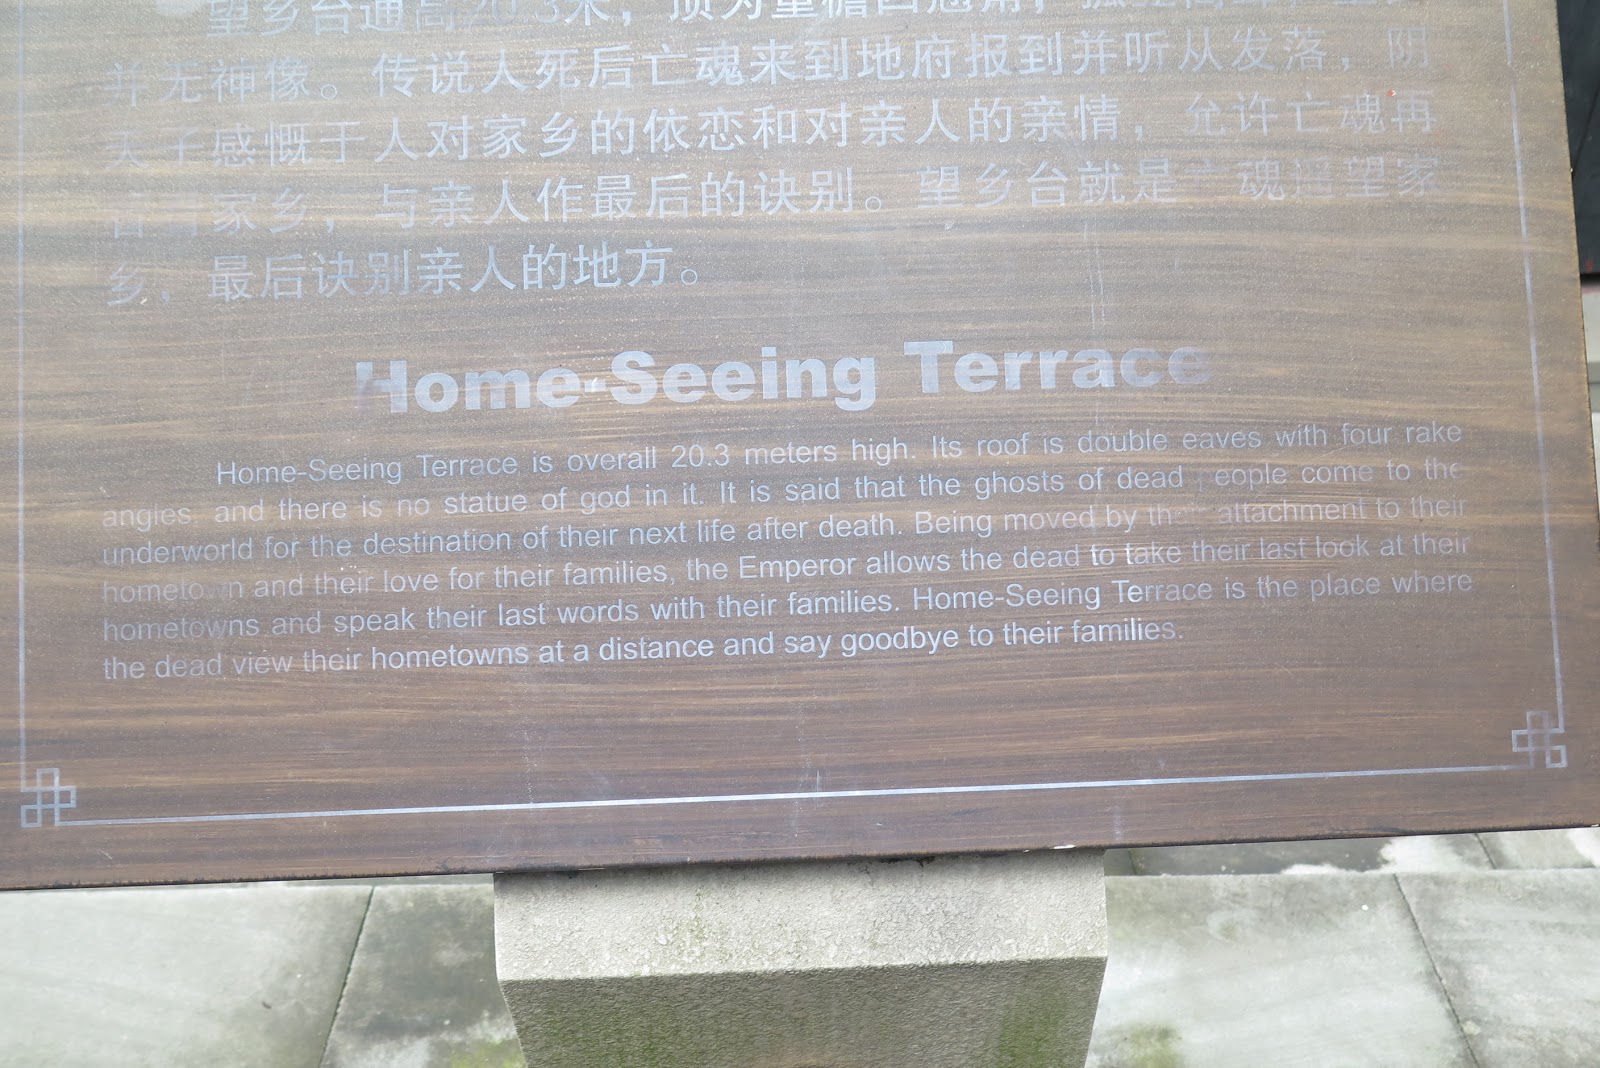 望乡台通高20.3米，顶为重檐四
并无神像。传说人死后亡魂来到地府报到并听从发落，阴
天子感慨于人对家乡的依恋和对亲人的亲情，允许亡魂再
家乡，与亲人作最后的诀别。望乡台就是亡魂遥望家
乡，最后诀别亲人的地方。
Home-Seeing Terrace
Home-Seeing Terrace is overall 20.3 meters high. Its roof is double eaves with four rake
angles, and there is no statue of god in it. It is said that the ghosts of dead people come to the
underworld for the destination of their next life after death. Being moved by their attachment to their
hometown and their love for their families, the Emperor allows the dead to take their last look at their
hometowns and speak their last words with their families. Home-Seeing Terrace is the place where
the dead view their hometowns at a distance and say goodbye to their families.